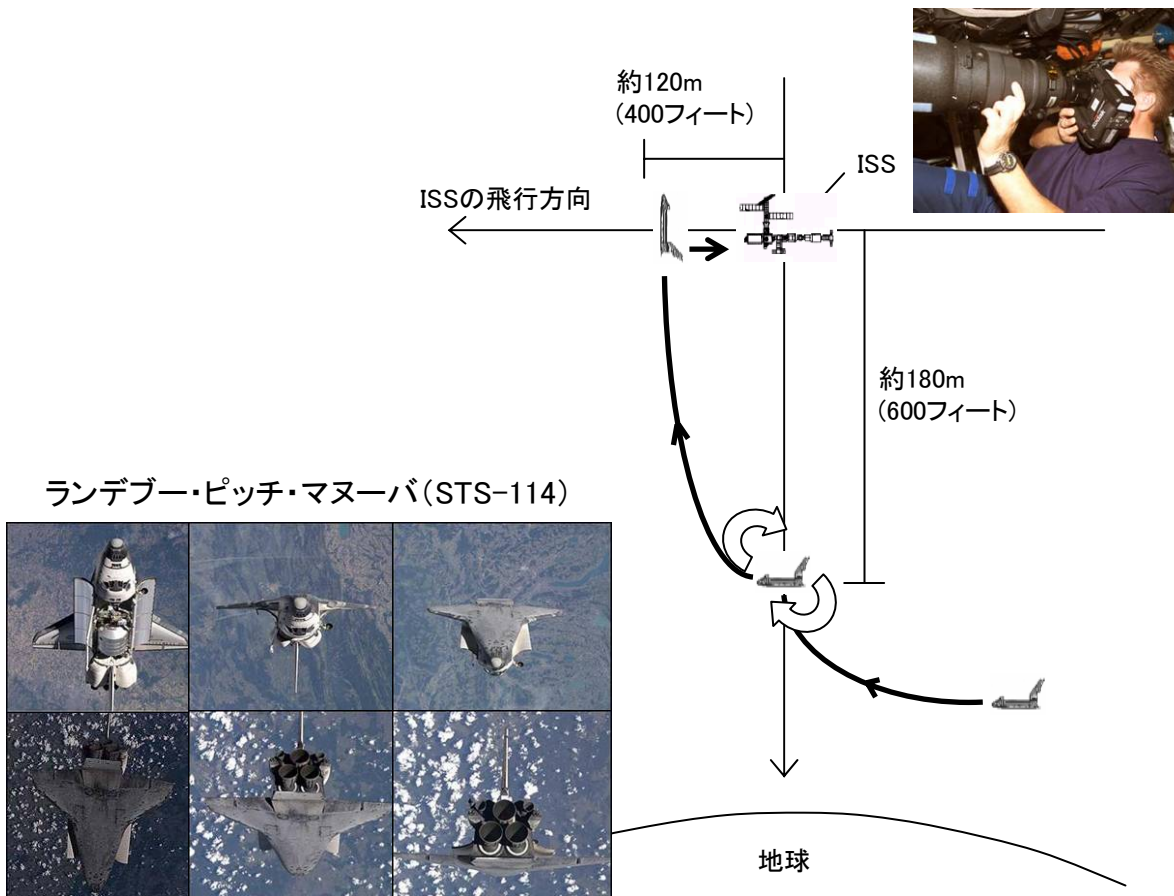 約120m
(400フィート)
ISS
ISSの飛行方向
約180m
(600フィート)
ランデブー・ピッチ・マヌーバ(STS-114)
地球